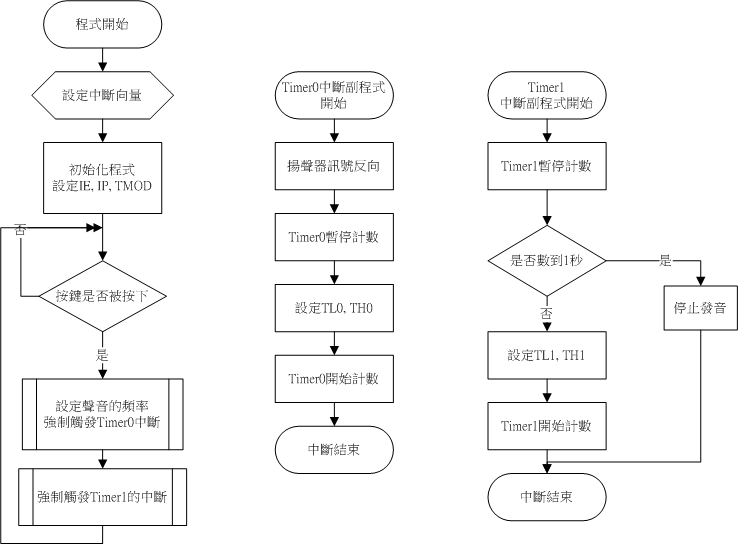 程式開始
設定中斷向量
初始化程式
設定IE, IP, TMOD
否
按鍵是否被按下
是
設定聲音的頻率
強制觸發Timer0中斷
強制觸發Timer1的中斷
Timer0中斷副程式
開始
揚聲器訊號反向
Timer0暫停計數
設定TL0, TH0
Timer0開始計數
中斷結束
Timer1
中斷副程式開始
Timer1暫停計數
是否數到1秒
是
停止發音
否
設定TL1, TH1
Timer1開始計數
中斷結束